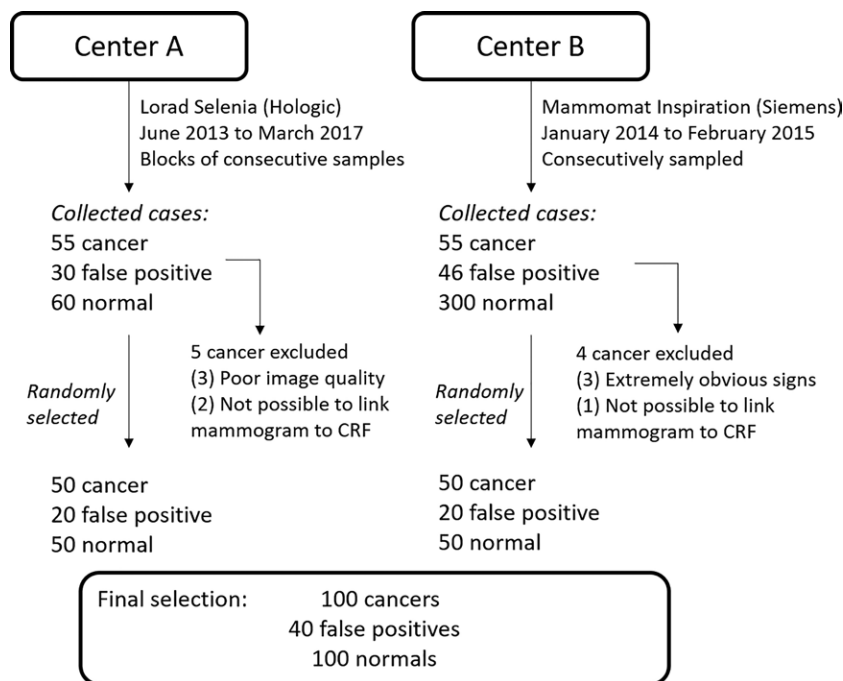 Center A
Lorad Selenia (Hologic)
June 2013 to March 2017
Blocks of consecutive samples
Collected cases:
55 cancer
30 false positive
60 normal
5 cancer excluded
(3) Poor image quality
(2) Not possible to link
mammogram to CRF
Randomly
selected
50 cancer
20 false positive
50 normal
Center B
Mammomat Inspiration (Siemens)
January 2014 to February 2015
Consecutively sampled
Collected cases:
55 cancer
46 false positive
300 normal
4 cancer excluded
(3) Extremely obvious signs
(1) Not possible to link
mammogram to CRF
Randomly
selected
50 cancer
20 false positive
50 normal
Final selection: 100 cancers
40 false positives
100 normals